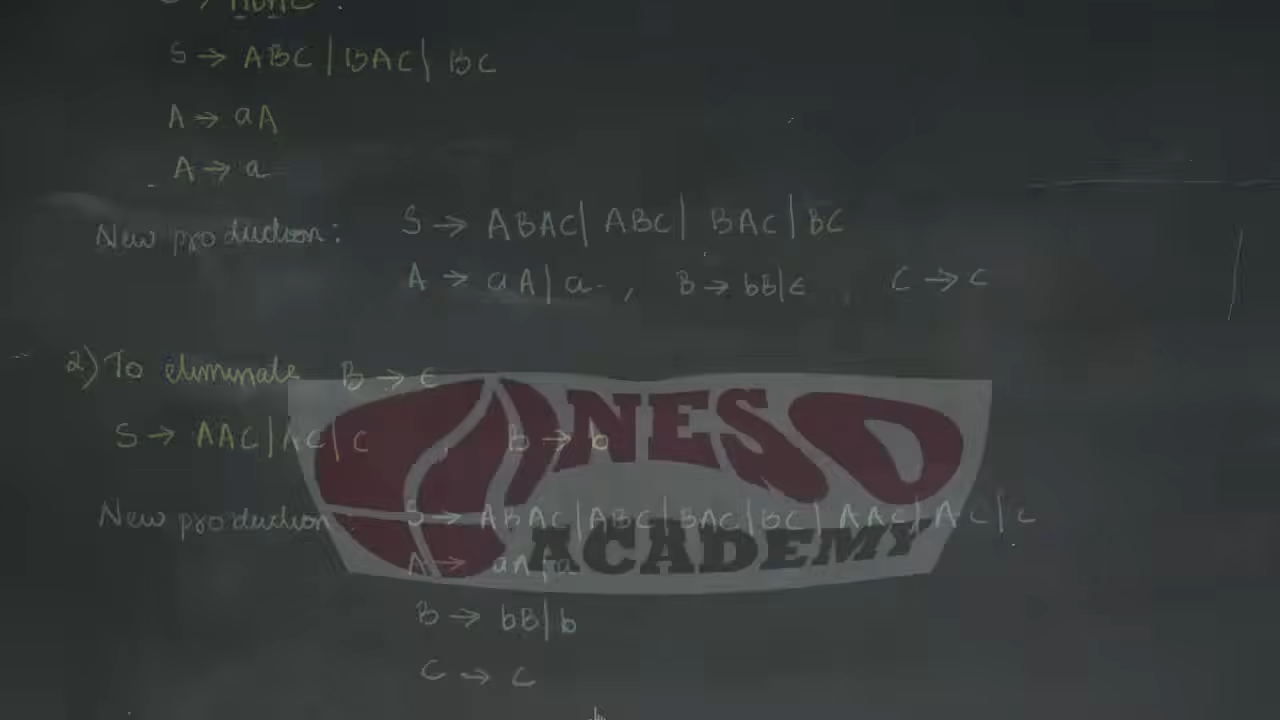 S → ABC | BAC | BC
A → aA
A → a
New production: S → ABAC | ABC | BAC | BC
A → aA | a , B → bB | ϵ , C → c
2) To eliminate B → ϵ
S → AAC | AC | C , B → b
New production : S → ABAC | ABC | BAC | BC | AAC | AC | C
A → aA | a
B → bB | b
C → c
NESO
ACADEMY